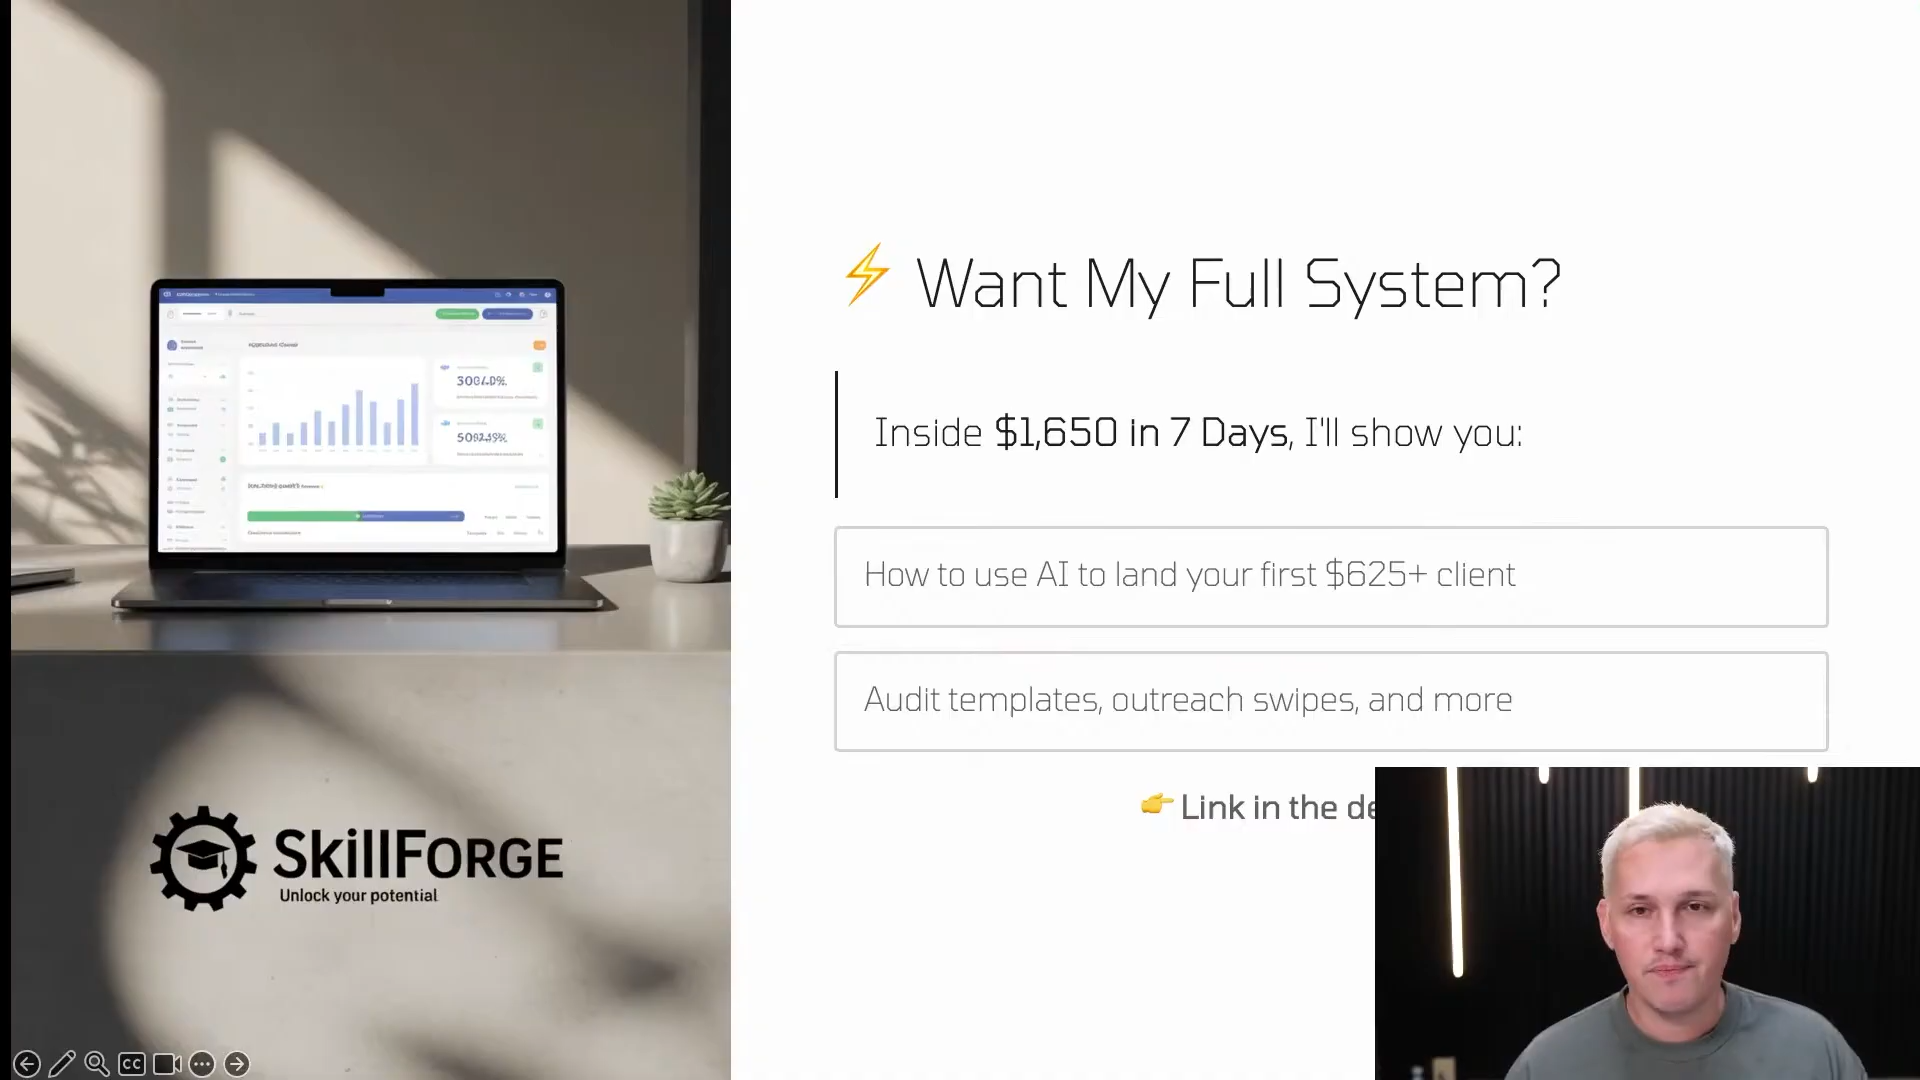 ⚡ Want My Full System?
Inside $1,650 in 7 Days, I'll show you:
How to use AI to land your first $625+ client
Audit templates, outreach swipes, and more
👉 Link in the de
SkillForge
Unlock your potential
CC